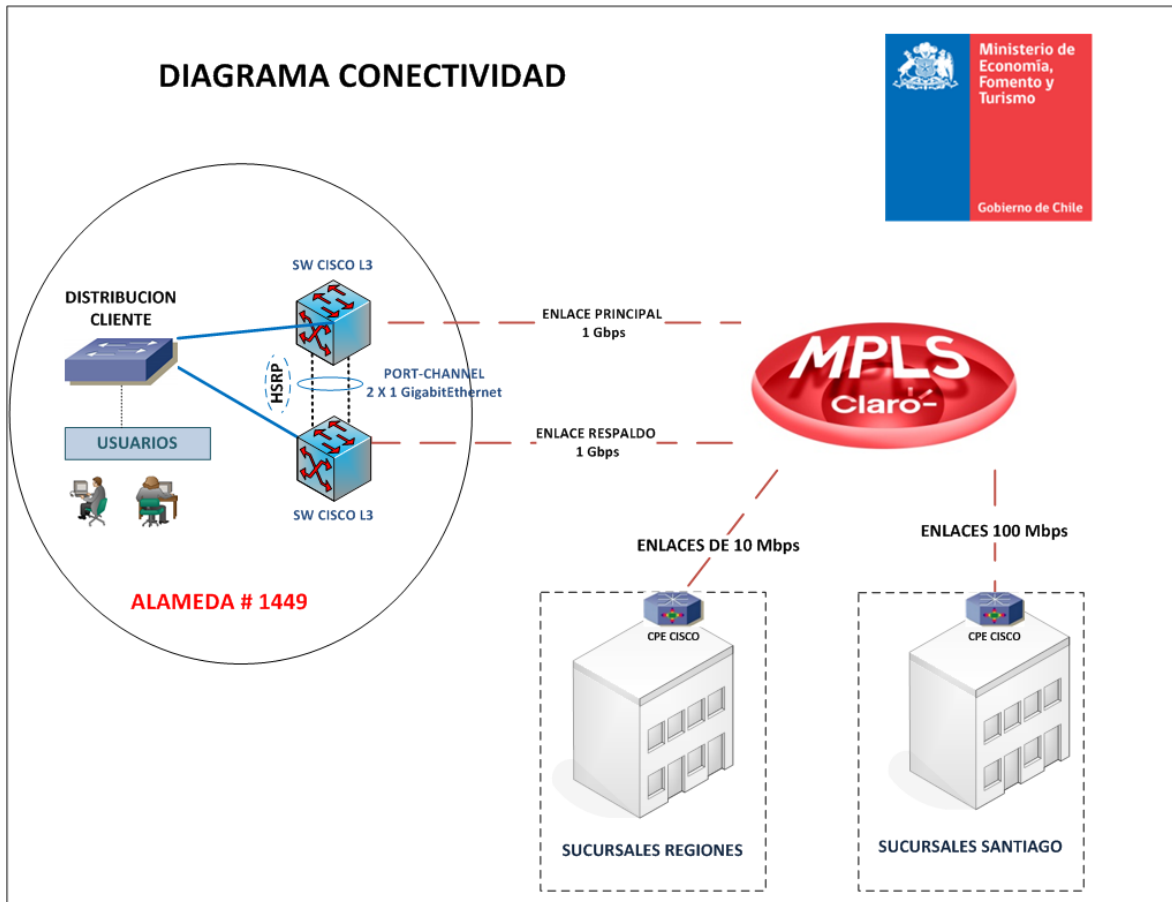 DIAGRAMA CONECTIVIDAD
Ministerio de
Economía,
Fomento y
Turismo
Gobierno de Chile
SW CISCO L3
DISTRIBUCION
CLIENTE
HSRP
PORT-CHANNEL
2 X 1 GigabitEthernet
USUARIOS
SW CISCO L3
ALAMEDA # 1449
ENLACE PRINCIPAL
1 Gbps
ENLACE RESPALDO
1 Gbps
MPLS
Claro-
ENLACES DE 10 Mbps
ENLACES 100 Mbps
CPE CISCO
CPE CISCO
SUCURSALES REGIONES
SUCURSALES SANTIAGO